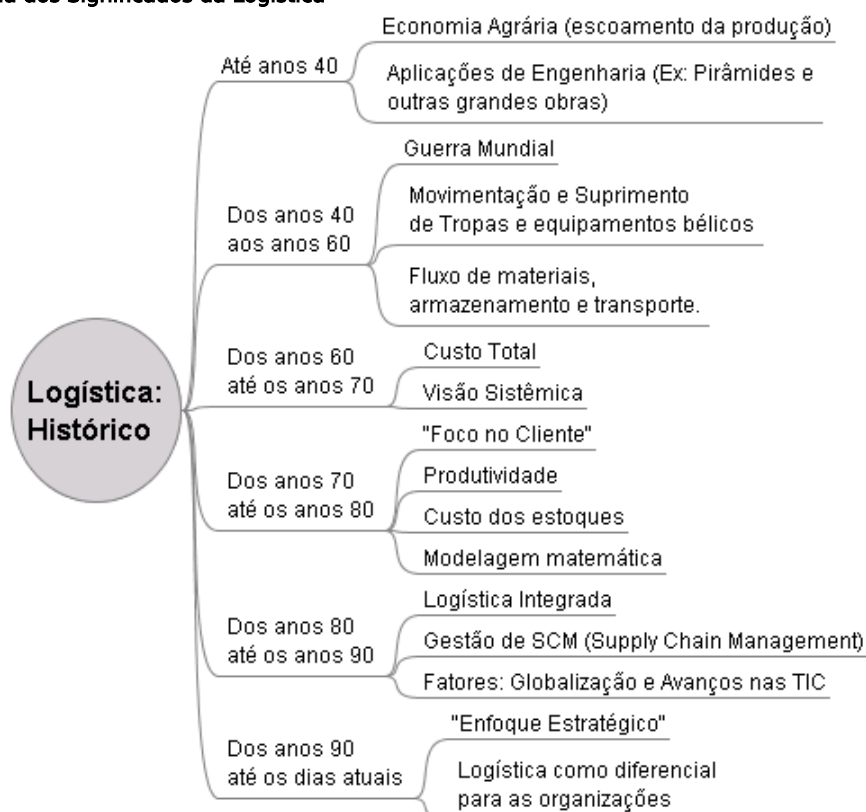 dos Significados da Logística
Até anos 40
Economia Agrária (escoamento da produção)
Aplicações de Engenharia (Ex: Pirâmides e
outras grandes obras)
Dos anos 40
aos anos 60
Guerra Mundial
Movimentação e Suprimento
de Tropas e equipamentos bélicos
Fluxo de materiais,
armazenamento e transporte.
Logística:
Histórico
Dos anos 60
até os anos 70
Custo Total
Visão Sistêmica
Dos anos 70
até os anos 80
"Foco no Cliente"
Produtividade
Custo dos estoques
Modelagem matemática
Dos anos 80
até os anos 90
Logística Integrada
Gestão de SCM (Supply Chain Management)
Fatores: Globalização e Avanços nas TIC
Dos anos 90
até os dias atuais
"Enfoque Estratégico"
Logística como diferencial
para as organizações